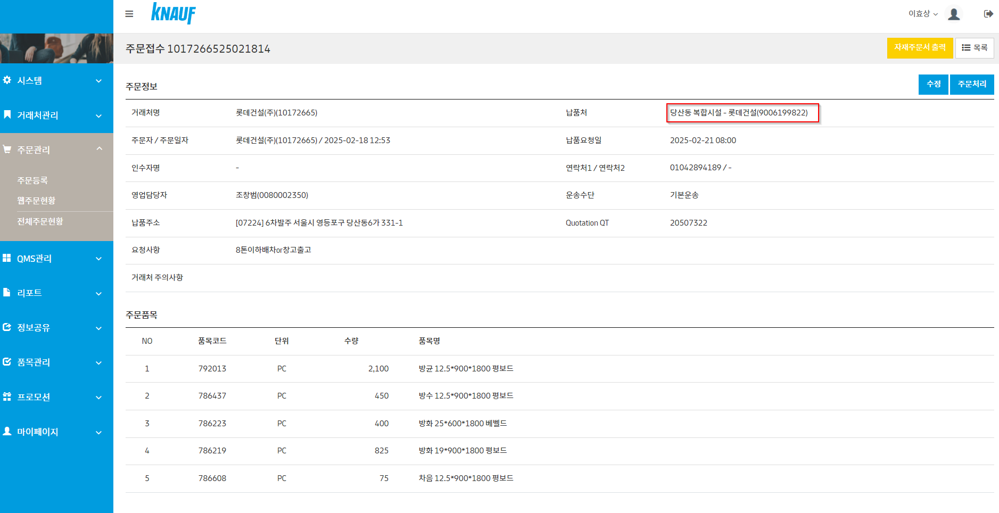 KNAUF
이효상
주문접수 1017266525021814
자재주문서 출력
목록
시스템
거래처관리
주문관리
주문등록
웹주문현황
전체주문현황
QMS관리
리포트
정보공유
품목관리
프로모션
마이페이지
주문정보
수정
주문처리
거래처명 롯데건설(주)(10172665) 납품처 당산동 복합시설 - 롯데건설(9006199822)
주문자 / 주문일자 롯데건설(주)(10172665) / 2025-02-18 12:53 납품요청일 2025-02-21 08:00
인수자명 - 연락처1 / 연락처2 01042894189 / -
영업담당자 조창범(0080002350) 운송수단 기본운송
납품주소 [07224] 6차발주 서울시 영등포구 당산동6가 331-1 Quotation QT 20507322
요청사항 8톤이하배차or창고출고
거래처 주의사항
주문품목
NO 품목코드 단위 수량 품목명
1 792013 PC 2,100 방균 12.5*900*1800 평보드
2 786437 PC 450 방수 12.5*900*1800 평보드
3 786223 PC 400 방화 25*600*1800 베벨드
4 786219 PC 825 방화 19*900*1800 평보드
5 786608 PC 75 차음 12.5*900*1800 평보드